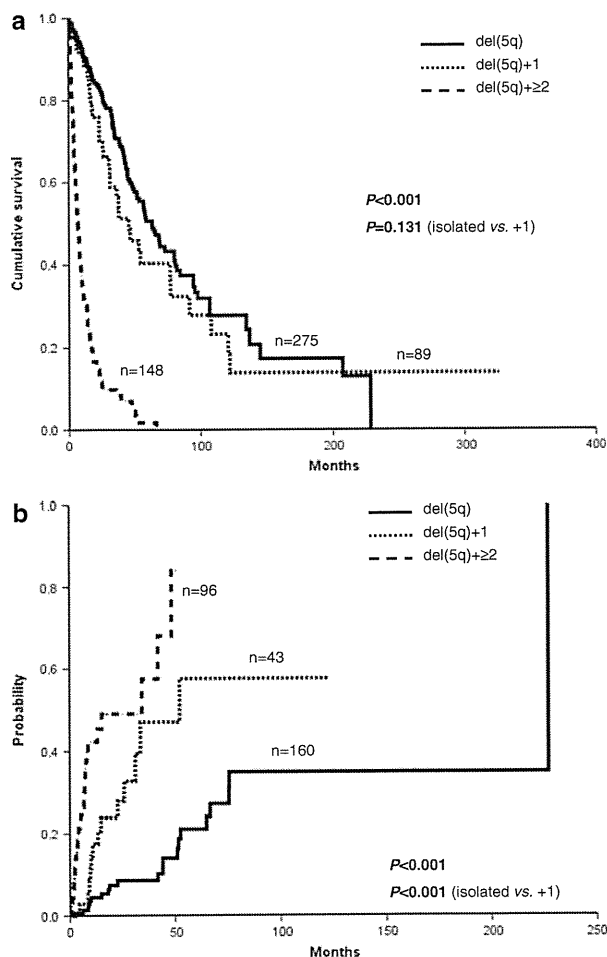 a
1.0
0.8
0.6
0.4
0.2
0.0
Cumulative survival
del(5q)
del(5q)+1
del(5q)+≥2
P<0.001
P=0.131 (isolated vs. +1)
n=275
n=89
n=148
0
100
200
300
400
Months
b
1.0
0.8
0.6
0.4
0.2
0.0
Probability
del(5q)
del(5q)+1
del(5q)+≥2
n=96
n=43
n=160
P<0.001
P<0.001 (isolated vs. +1)
0
50
100
150
200
250
Months